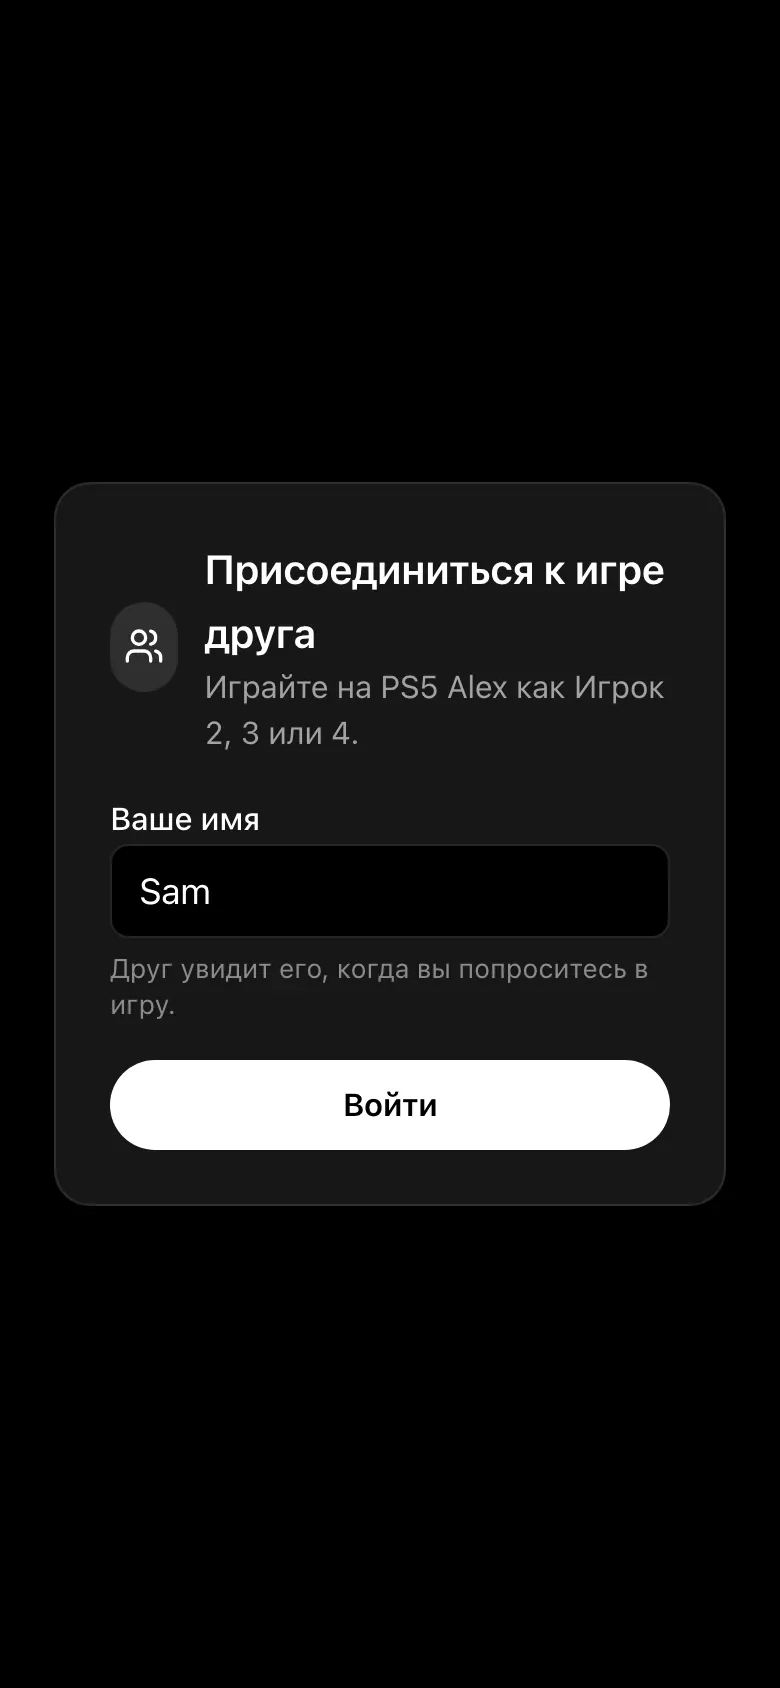 Присоединиться к игре
друга
Играйте на PS5 Alex как Игрок
2, 3 или 4.
Ваше имя
Sam
Друг увидит его, когда вы попроситесь в
игру.
Войти